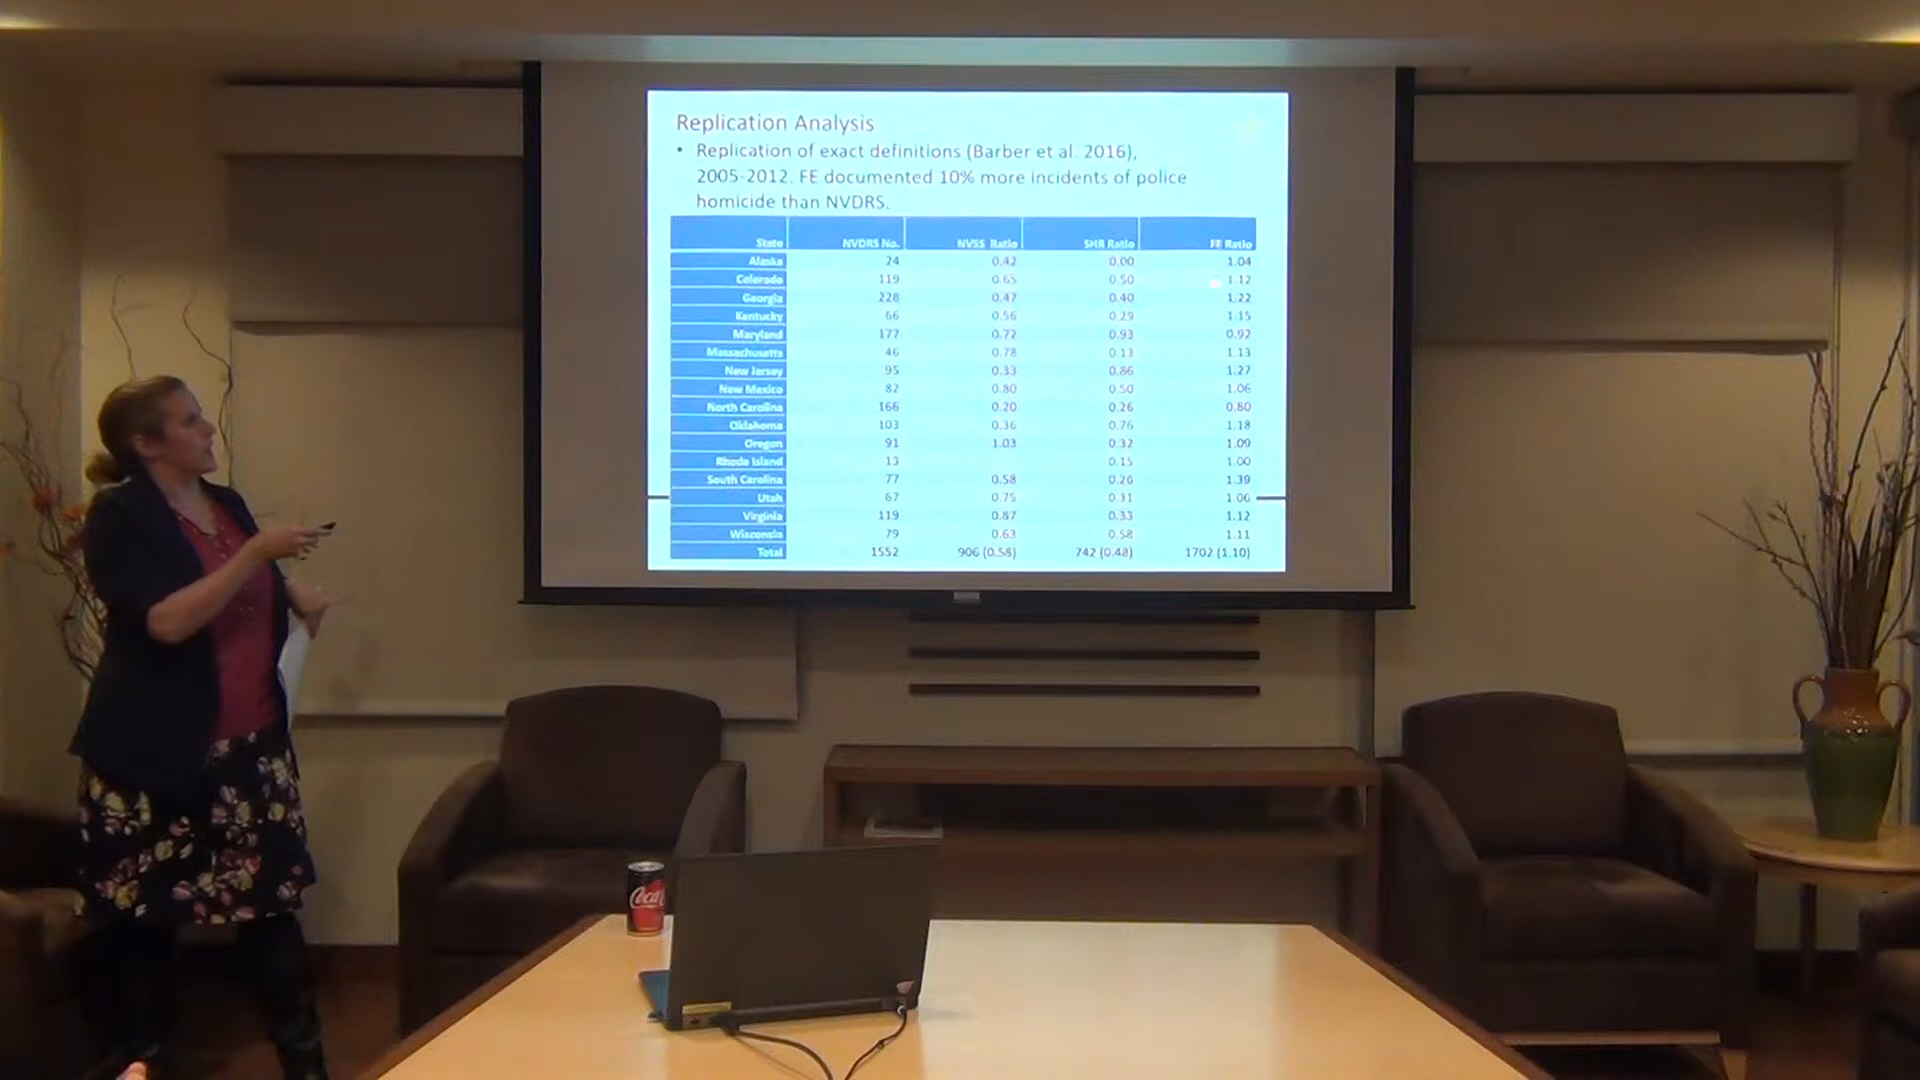 Replication Analysis
• Replication of exact definitions (Barber et al. 2016),
2005-2012. FE documented 10% more incidents of police
homicide than NVDRS.
State NVDRS No. NVSS Ratio SHR Ratio FE Ratio
Alaska 24 0.42 0.00 1.04
Colorado 119 0.65 0.50 1.12
Georgia 228 0.47 0.40 1.22
Kentucky 66 0.56 0.29 1.15
Maryland 177 0.72 0.93 0.92
Massachusetts 46 0.78 0.13 1.13
New Jersey 95 0.33 0.86 1.27
New Mexico 82 0.80 0.50 1.06
North Carolina 166 0.20 0.26 0.80
Oklahoma 103 0.36 0.76 1.18
Oregon 91 1.03 0.32 1.09
Rhode Island 13 0.15 1.00
South Carolina 77 0.58 0.26 1.39
Utah 67 0.75 0.31 1.06
Virginia 119 0.87 0.33 1.12
Wisconsin 79 0.63 0.58 1.11
Total 1552 906 (0.58) 742 (0.48) 1702 (1.10)
Coca